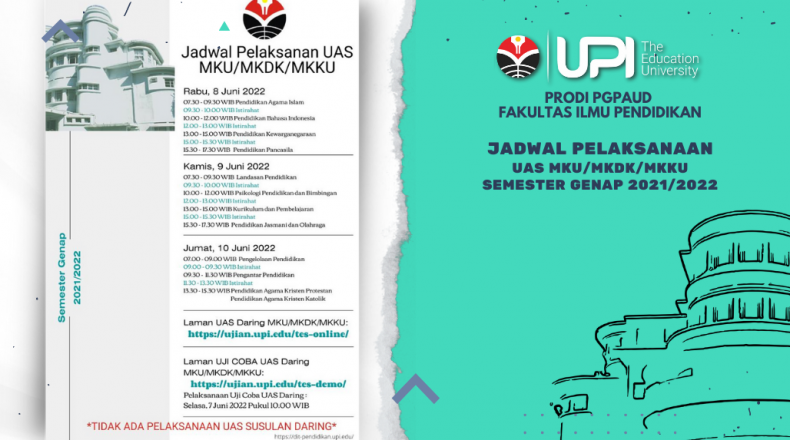 Jadwal Pelaksanan UAS
MKU/MKDK/MKKU
Rabu, 8 Juni 2022
07.30 - 09.30 WIB Pendidikan Agama Islam
09.30 - 10.00 WIB Istirahat
10.00 - 12.00 WIB Pendidikan Bahasa Indonesia
12.00 - 13.00 WIB Istirahat
13.00 - 15.00 WIB Pendidikan Kewarganegaraan
15.00 - 15.30 WIB Istirahat
15.30 - 17.30 WIB Pendidikan Pancasila
Kamis, 9 Juni 2022
07.30 - 09.30 WIB Landasan Pendidikan
09.30 - 10.00 WIB Istirahat
10.00 - 12.00 WIB Psikologi Pendidikan dan Bimbingan
12.00 - 13.00 WIB Istirahat
13.00 - 15.00 WIB Kurikulum dan Pembelajaran
15.00 - 15.30 WIB Istirahat
15.30 - 17.30 WIB Pendidikan Jasmani dan Olahraga
Jumat, 10 Juni 2022
07.00 - 09.00 WIB Pengelolaan Pendidikan
09.00 - 09.30 WIB Istirahat
09.30 - 11.30 WIB Pengantar Pendidikan
11.30 - 13.30 WIB Istirahat
13.30 - 15.30 WIB Pendidikan Agama Kristen Protestan
Pendidikan Agama Kristen Katolik
Laman UAS Daring MKU/MKDK/MKKU:
https://ujian.upi.edu/tes-online/
Laman UJI COBA UAS Daring
MKU/MKDK/MKKU:
https://ujian.upi.edu/tes-demo/
Pelaksanaan Uji Coba UAS Daring :
Selasa, 7 Juni 2022 Pukul 10.00 WIB
*TIDAK ADA PELAKSANAAN UAS SUSULAN DARING*
https://dit-pendidikan.upi.edu/
Semester Genap
2021/2022
UPI
The
Education
University
PRODI PGPAUD
FAKULTAS ILMU PENDIDIKAN
JADWAL PELAKSANAAN
UAS MKU/MKDK/MKKU
SEMESTER GENAP 2021/2022